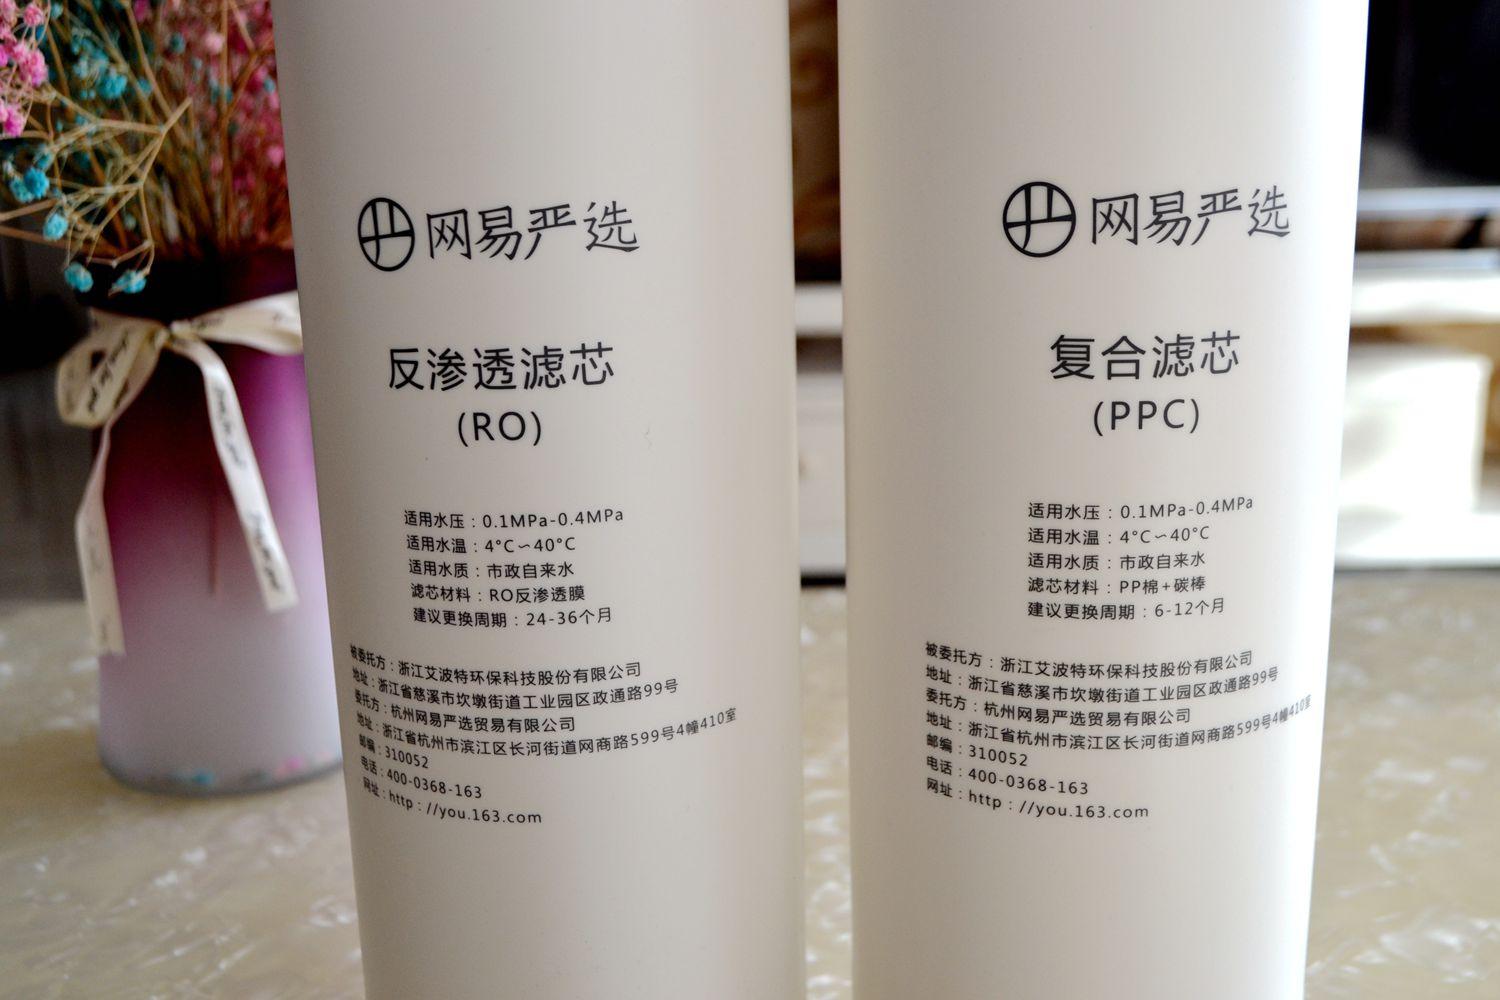 网易严选
反渗透滤芯
(RO)
适用水压：0.1MPa-0.4MPa
适用水温：4°C~40°C
适用水质：市政自来水
滤芯材料：RO反渗透膜
建议更换周期：24-36个月
被委托方：浙江艾波特环保科技股份有限公司
地址：浙江省慈溪市坎墩街道工业园区政通路99号
委托方：杭州网易严选贸易有限公司
地址：浙江省杭州市滨江区长河街道网商路599号4幢410室
邮编：310052
电话：400-0368-163
网址：http：//you.163.com
网易严选
复合滤芯
(PPC)
适用水压：0.1MPa-0.4MPa
适用水温：4°C~40°C
适用水质：市政自来水
滤芯材料：PP棉+碳棒
建议更换周期：6-12个月
被委托方：浙江艾波特环保科技股份有限公司
地址：浙江省慈溪市坎墩街道工业园区政通路99号
委托方：杭州网易严选贸易有限公司
地址：浙江省杭州市滨江区长河街道网商路599号4幢410室
邮编：310052
电话：400-0368-163
网址：http：//you.163.com